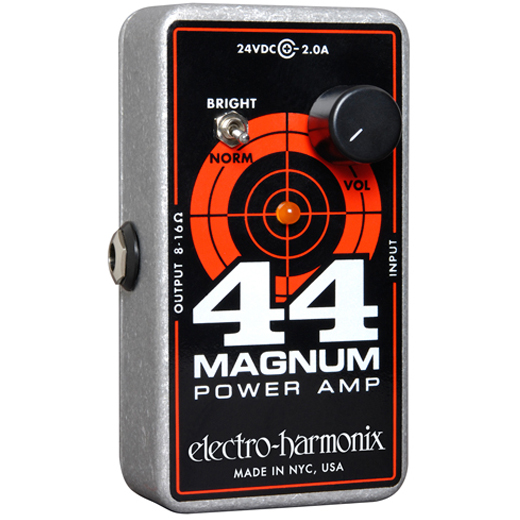 24VDC 2.0A
BRIGHT
NORM
VOL
OUTPUT 8-16Ω
INPUT
44
MAGNUM
POWER AMP
electro-harmonix
MADE IN NYC, USA